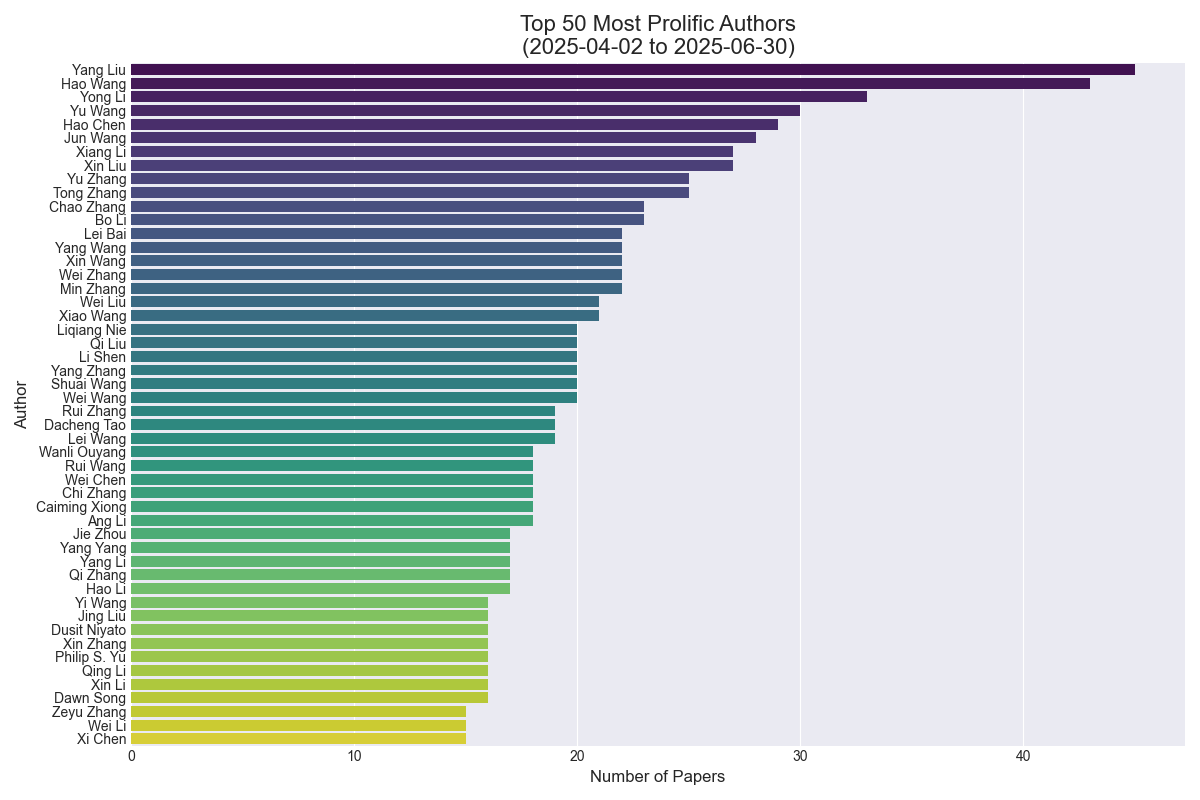 Top 50 Most Prolific Authors
(2025-04-02 to 2025-06-30)
Yang Liu
Hao Wang
Yong Li
Yu Wang
Hao Chen
Jun Wang
Xiang Li
Xin Liu
Yu Zhang
Tong Zhang
Chao Zhang
Bo Li
Lei Bai
Yang Wang
Xin Wang
Wei Zhang
Min Zhang
Wei Liu
Xiao Wang
Liqiang Nie
Qi Liu
Li Shen
Yang Zhang
Shuai Wang
Wei Wang
Rui Zhang
Dacheng Tao
Lei Wang
Wanli Ouyang
Rui Wang
Wei Chen
Chi Zhang
Caiming Xiong
Ang Li
Jie Zhou
Yang Yang
Yang Li
Qi Zhang
Hao Li
Yi Wang
Jing Liu
Dusit Niyato
Xin Zhang
Philip S. Yu
Qing Li
Xin Li
Dawn Song
Zeyu Zhang
Wei Li
Xi Chen
Author
0 10 20 30 40
Number of Papers